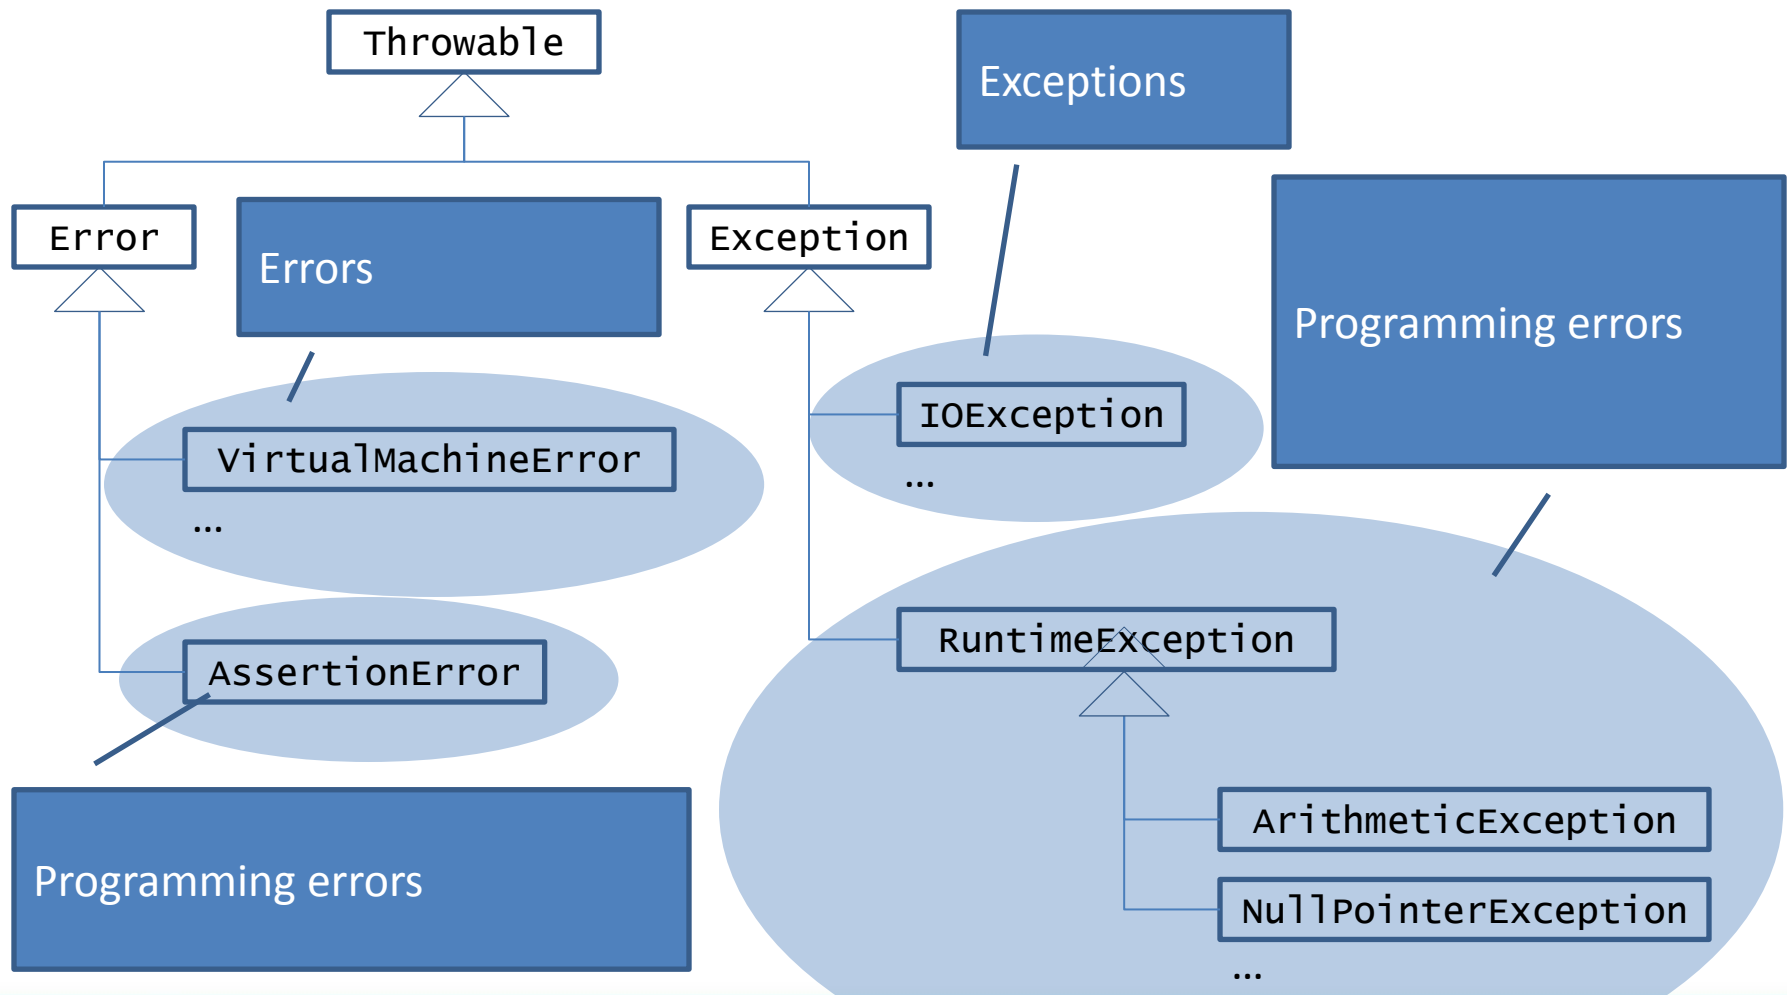 Throwable
Exceptions
Error
Errors
Exception
Programming errors
IOException
...
VirtualMachineError
...
RuntimeException
AssertionError
ArithmeticException
Programming errors
NullPointerException
...